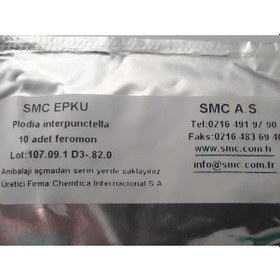 SMC EPKU
Plodia interpunctella
10 adet feromon
Lot:107.09.1 D3-.82.0
Ambalajı açmadan serin yerde saklayınız
Üretici Firma: Chemtica Internacional S A
SMC A.S
Tel:0216 491 97 90
Faks:0216 483 69 40
www.smc.com.tr
info@smc.com.tr